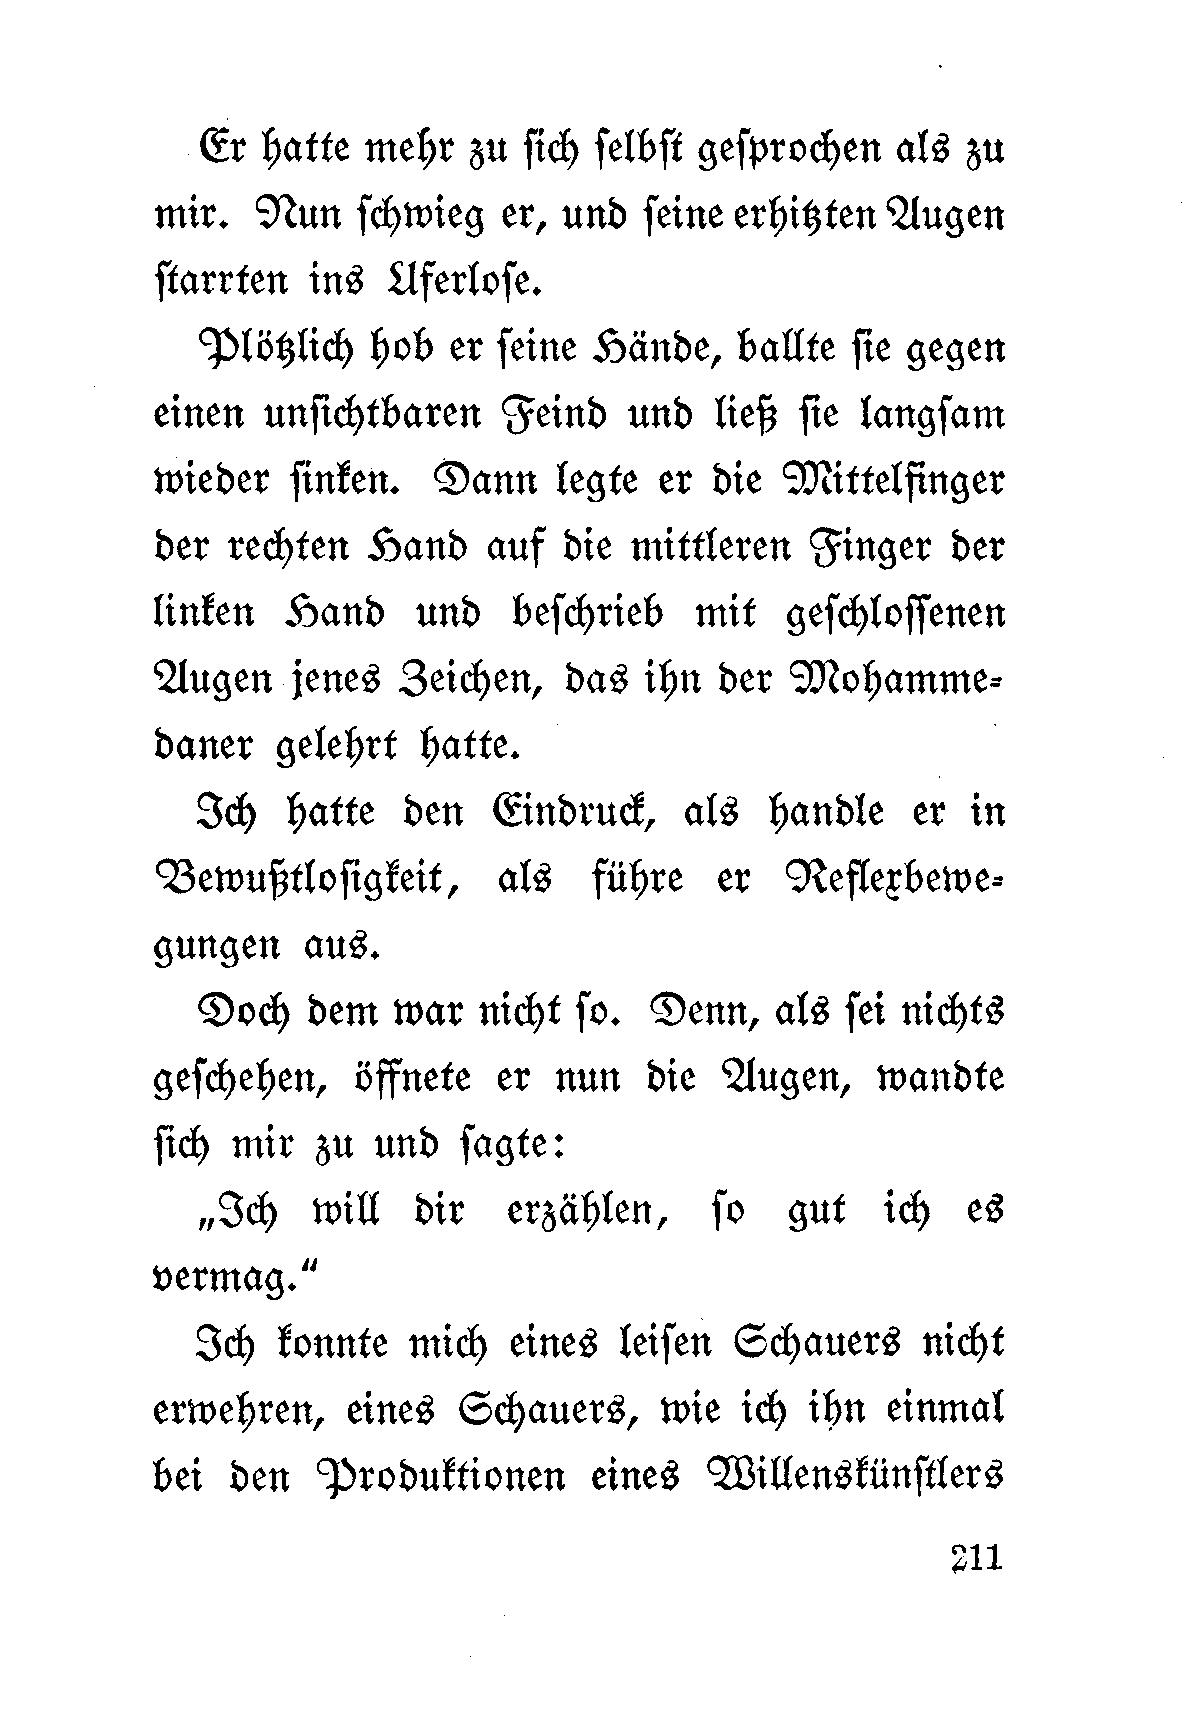 Er hatte mehr zu ſich ſelbſt geſprochen als zu
mir. Nun ſchwieg er, und ſeine erhitzten Augen
ſtarrten ins Uferloſe.
Plötzlich hob er ſeine Hände, ballte ſie gegen
einen unſichtbaren Feind und ließ ſie langſam
wieder ſinken. Dann legte er die Mittelfinger
der rechten Hand auf die mittleren Finger der
linken Hand und beſchrieb mit geſchloſſenen
Augen jenes Zeichen, das ihn der Mohamme-
daner gelehrt hatte.
Ich hatte den Eindruck, als handle er in
Bewußtloſigkeit, als führe er Reflexbewe-
gungen aus.
Doch dem war nicht ſo. Denn, als ſei nichts
geſchehen, öffnete er nun die Augen, wandte
ſich mir zu und ſagte:
„Ich will dir erzählen, ſo gut ich es
vermag.“
Ich konnte mich eines leiſen Schauers nicht
erwehren, eines Schauers, wie ich ihn einmal
bei den Produktionen eines Willenskünſtlers
211